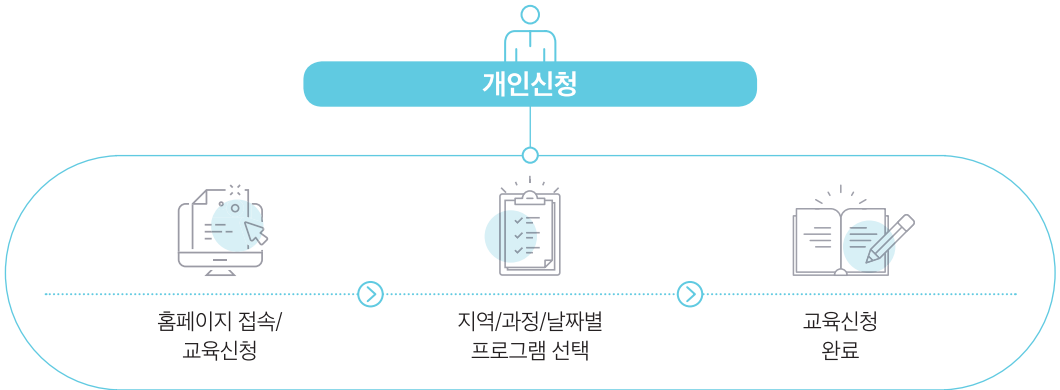 개인신청
홈페이지 접속/
교육신청
지역/과정/날짜별
프로그램 선택
교육신청
완료